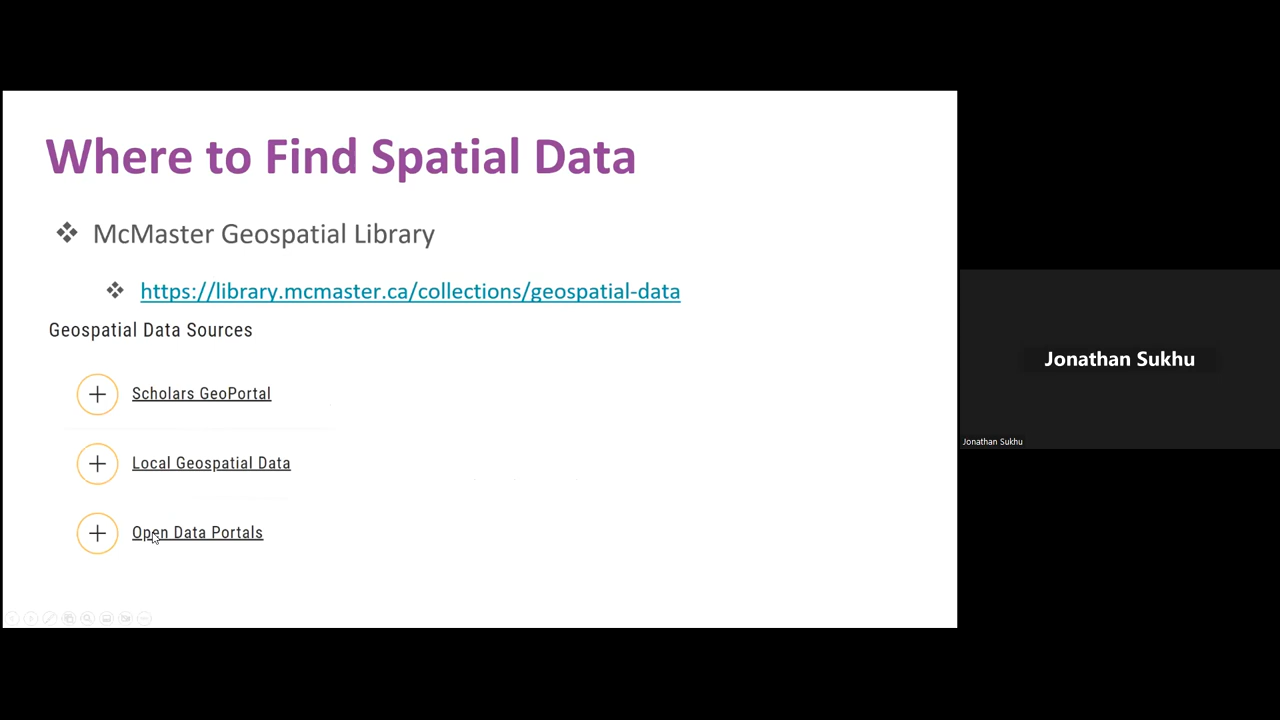 Where to Find Spatial Data
McMaster Geospatial Library
https://library.mcmaster.ca/collections/geospatial-data
Geospatial Data Sources
Scholars GeoPortal
Local Geospatial Data
Open Data Portals
Jonathan Sukhu
Jonathan Sukhu